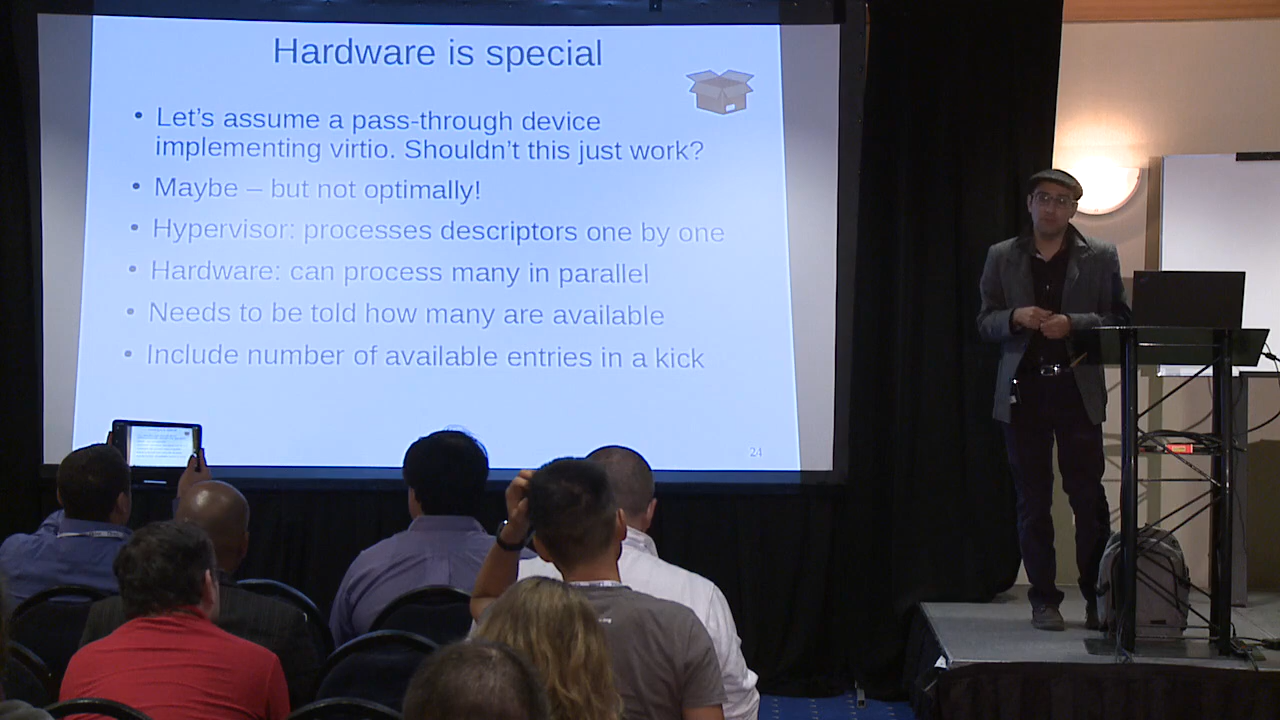 Hardware is special
• Let's assume a pass-through device
implementing virtio. Shouldn't this just work?
• Maybe – but not optimally!
• Hypervisor: processes descriptors one by one
• Hardware: can process many in parallel
• Needs to be told how many are available
• Include number of available entries in a kick
24